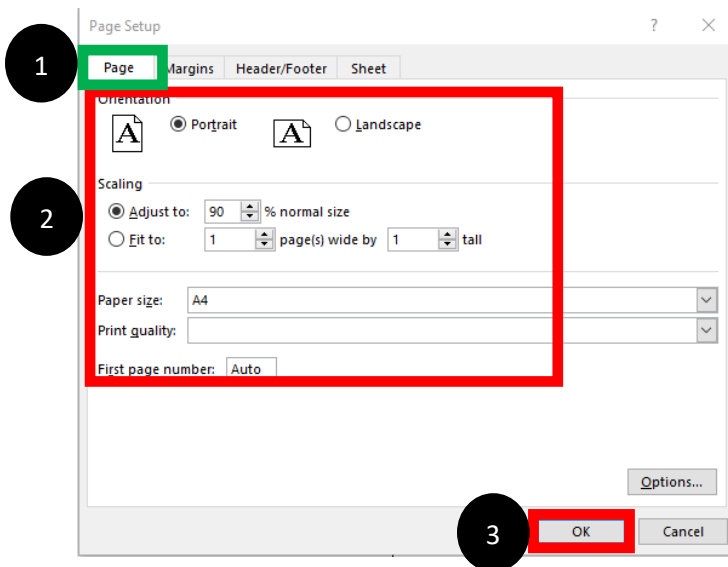 Page Setup ? ×
1 Page Margins Header/Footer Sheet
Orientation
A Portrait A Landscape
Scaling
2 Adjust to: 90 % normal size
Fit to: 1 page(s) wide by 1 tall
Paper size: A4
Print quality:
First page number: Auto
Options...
3 OK Cancel